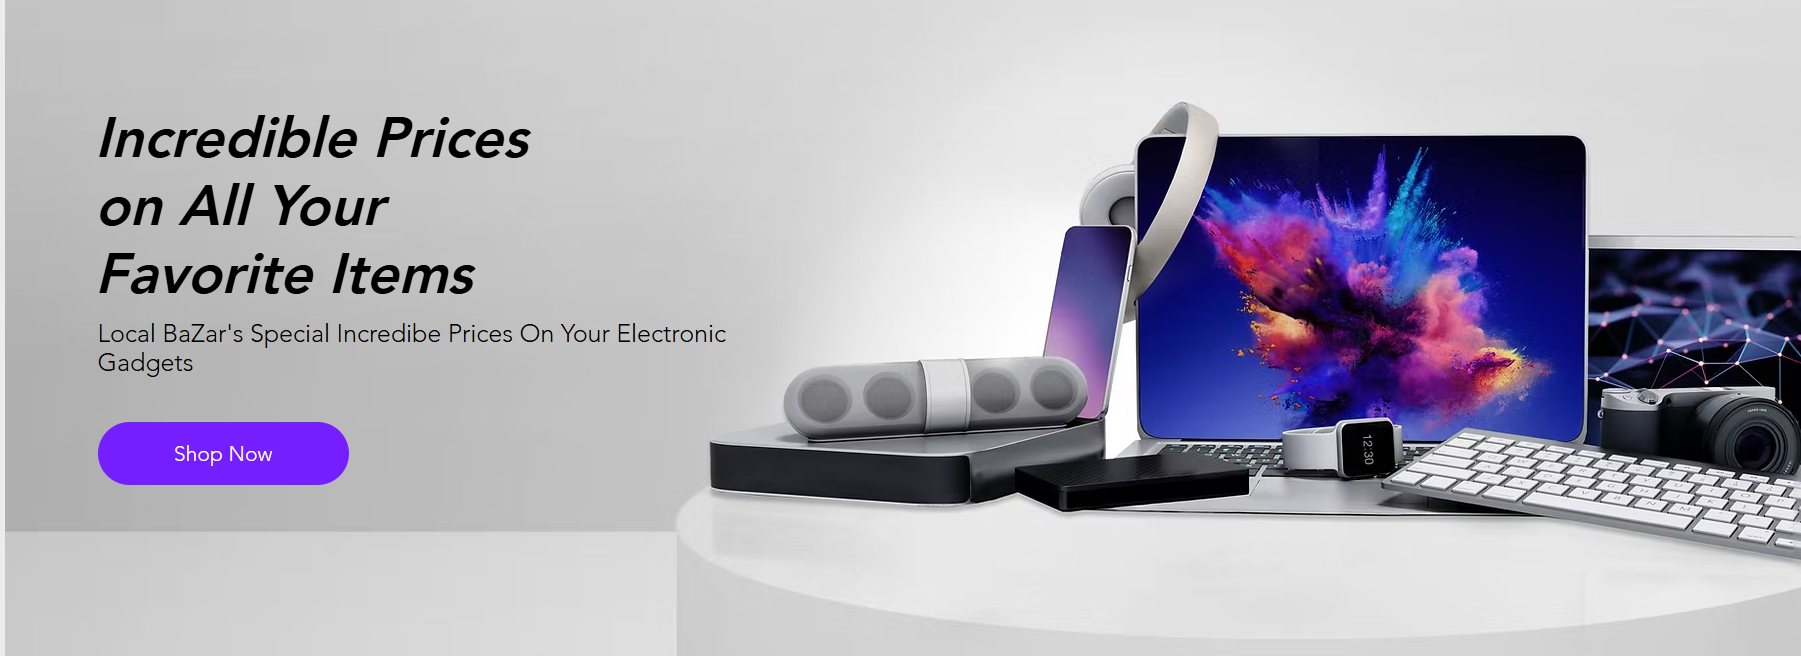 Incredible Prices
on All Your
Favorite Items
Local BaZar's Special Incredibe Prices On Your Electronic
Gadgets
Shop Now
12:30